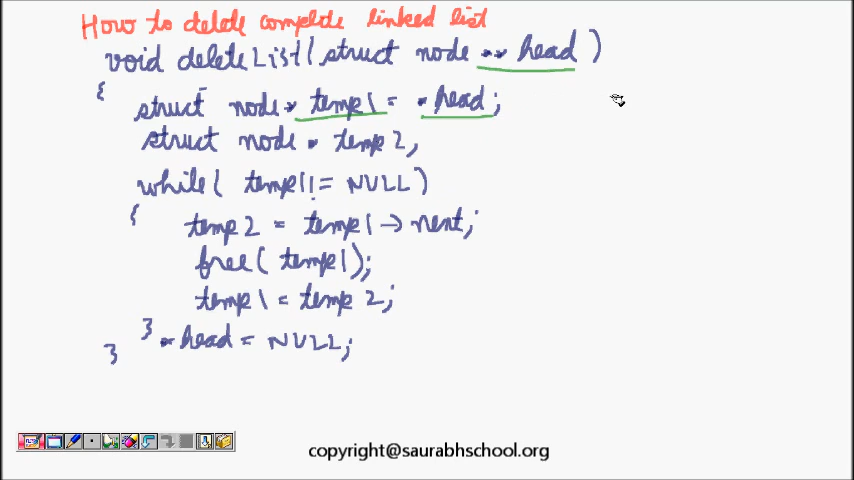 How to delete complete linked list
void deleteList( struct node ** head )
{
struct node * temp1 = *head;
struct node * temp2,
while( temp1 != NULL )
{
temp2 = temp1 -> next;
free( temp1 );
temp1 = temp2;
}
*head = NULL;
}
copyright@saurabhschool.org